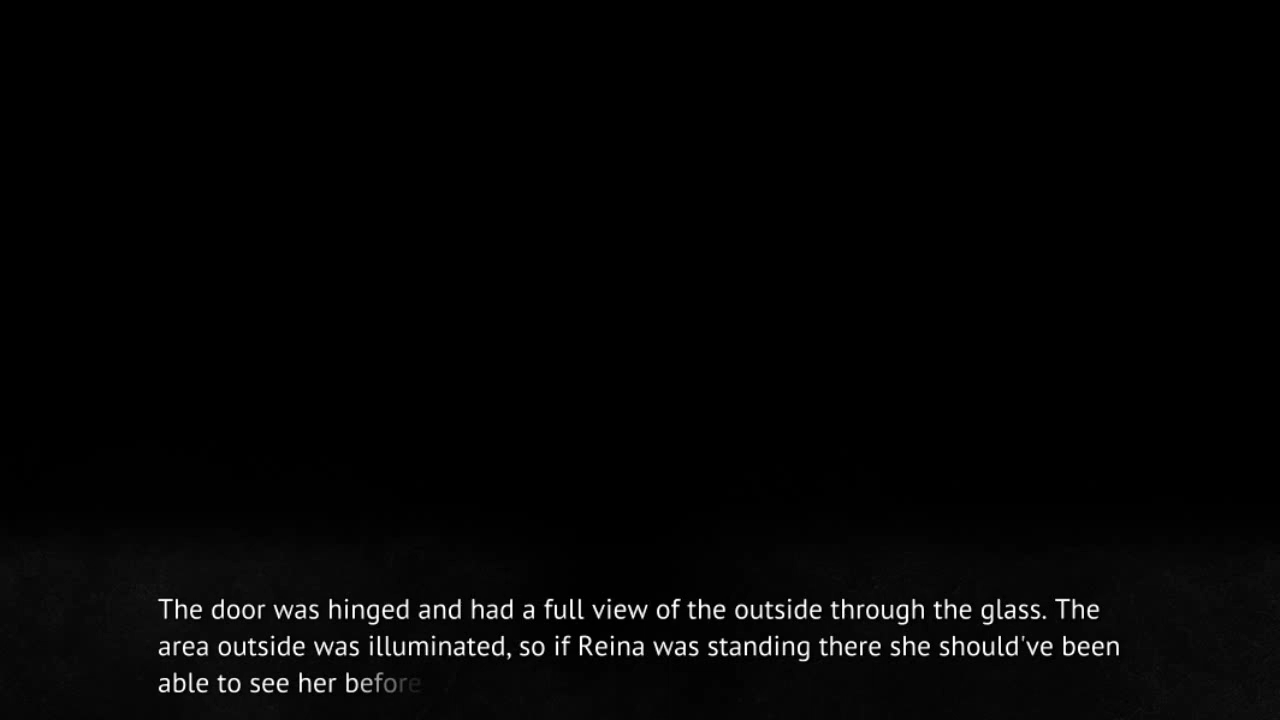 The door was hinged and had a full view of the outside through the glass. The
area outside was illuminated, so if Reina was standing there she should've been
able to see her before